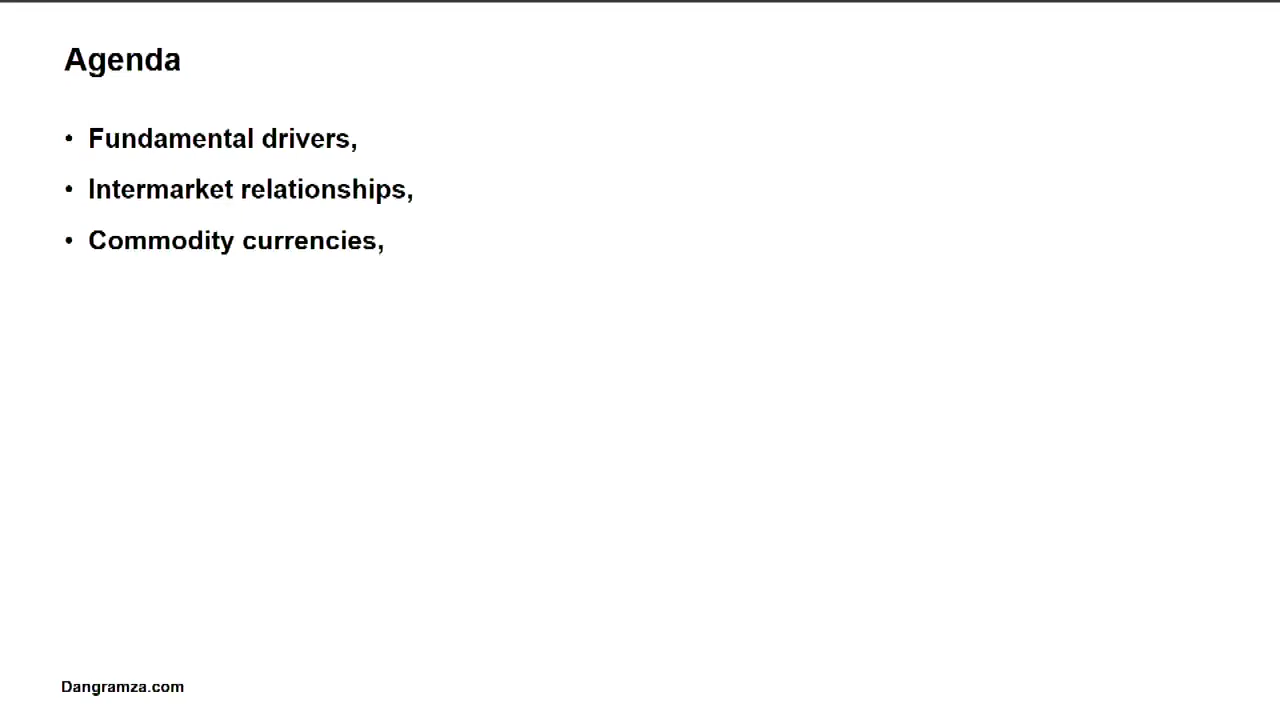 Agenda
• Fundamental drivers,
• Intermarket relationships,
• Commodity currencies,
Dangramza.com